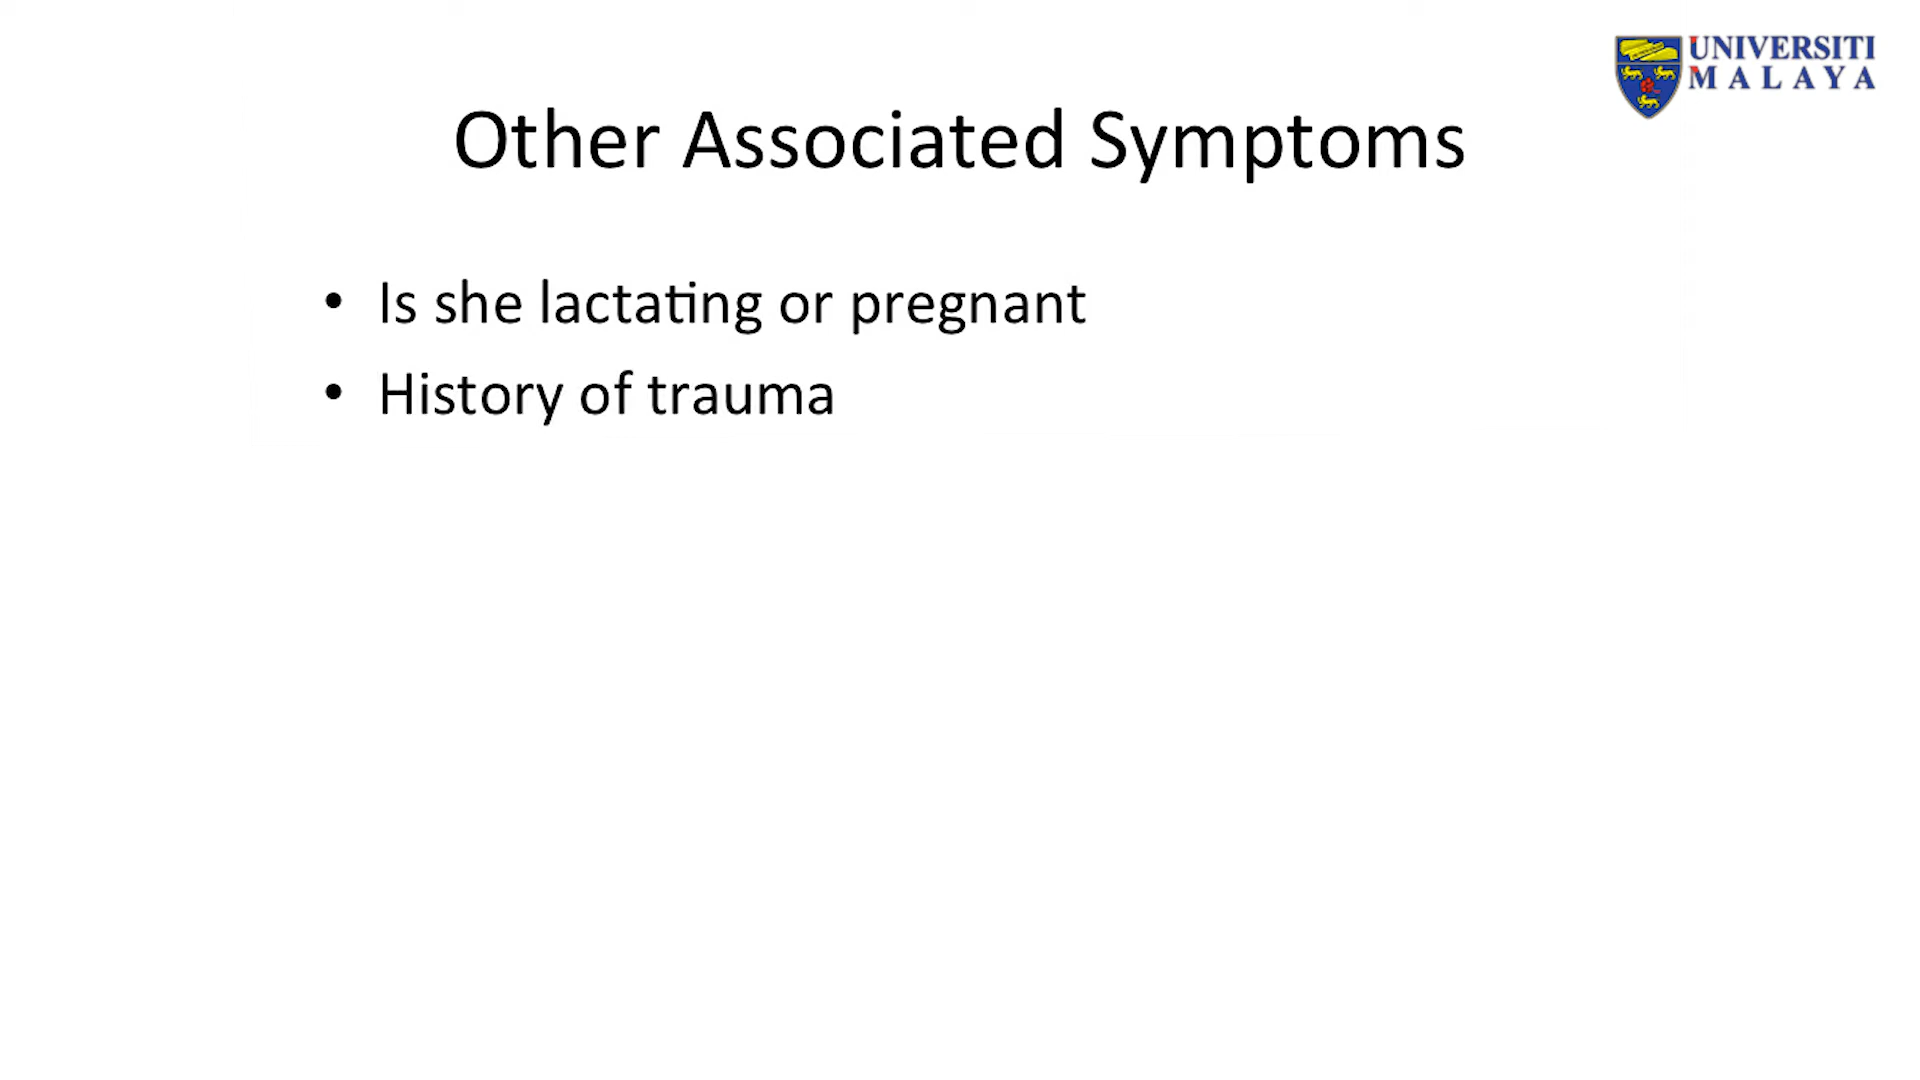 UNIVERSITI
MALAYA
Other Associated Symptoms
• Is she lactating or pregnant
• History of trauma